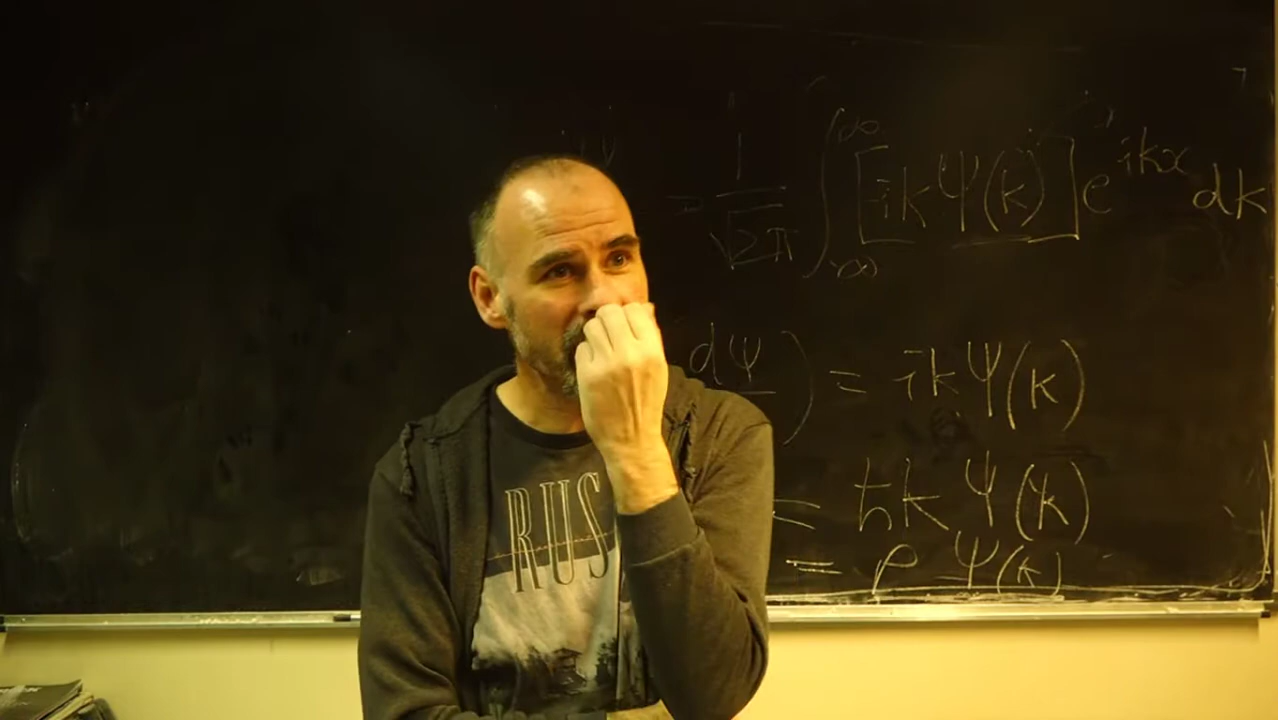 = 1/√2π ∫_{-∞}^{∞} [ikΨ(k)] e^{ikx} dk
dψ ) = ikΨ(k)
= ħkΨ(k)
= pΨ(k)
RUS